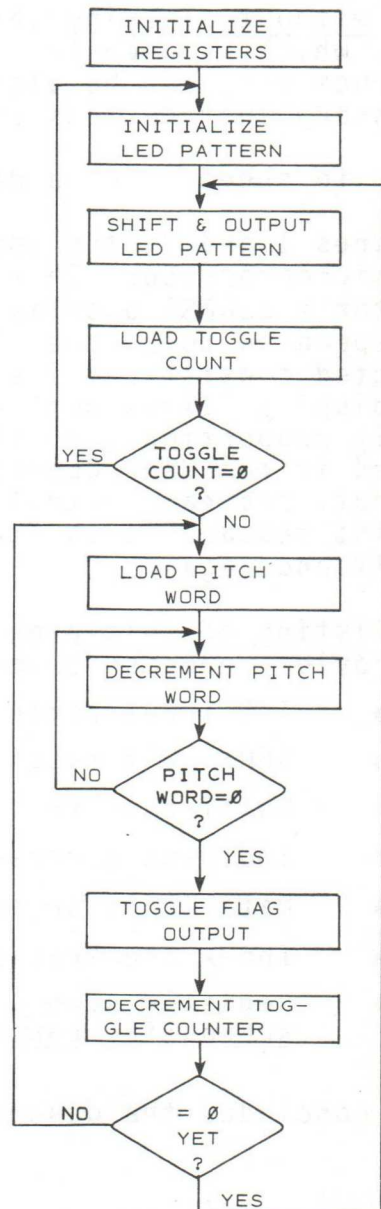 INITIALIZE
REGISTERS
INITIALIZE
LED PATTERN
SHIFT & OUTPUT
LED PATTERN
LOAD TOGGLE
COUNT
TOGGLE
COUNT=Ø
?
YES
NO
LOAD PITCH
WORD
DECREMENT PITCH
WORD
PITCH
WORD=Ø
?
NO
YES
TOGGLE FLAG
OUTPUT
DECREMENT TOG-
GLE COUNTER
= Ø
YET
?
NO
YES